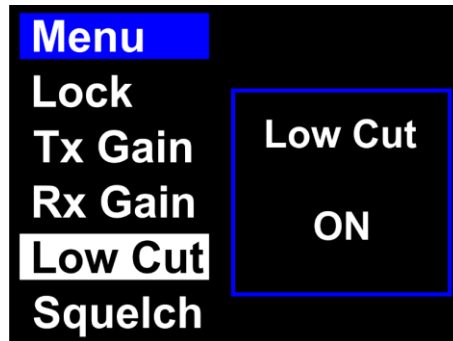 Menu
Lock
Tx Gain
Rx Gain
Low Cut
Squelch
Low Cut
ON